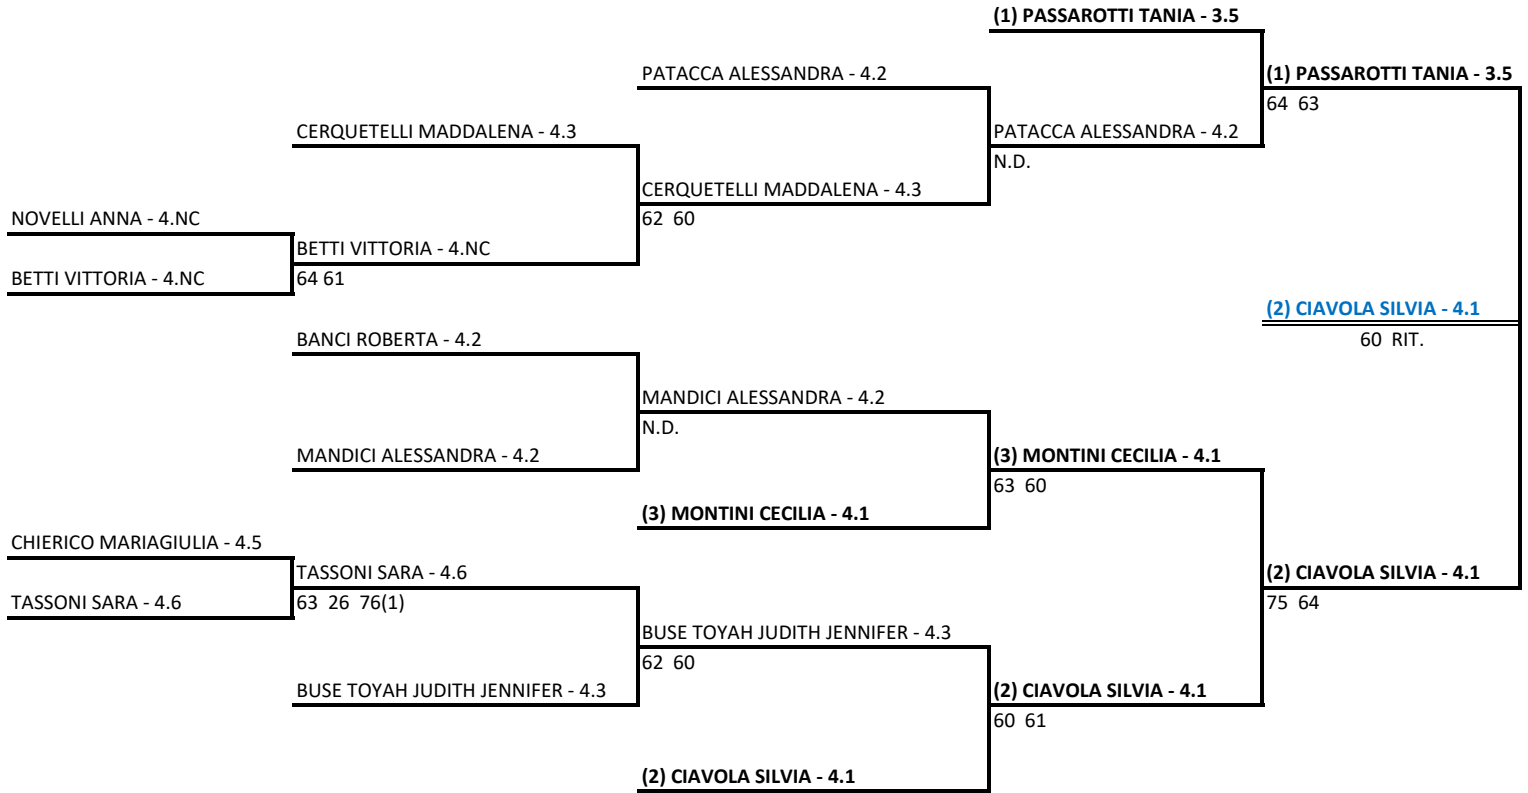 (1) PASSAROTTI TANIA - 3.5
PATACCA ALESSANDRA - 4.2
(1) PASSAROTTI TANIA - 3.5
64 63
CERQUETELLI MADDALENA - 4.3
PATACCA ALESSANDRA - 4.2
N.D.
CERQUETELLI MADDALENA - 4.3
62 60
NOVELLI ANNA - 4.NC
BETTI VITTORIA - 4.NC
64 61
BETTI VITTORIA - 4.NC
(2) CIAVOLA SILVIA - 4.1
60 RIT.
BANCI ROBERTA - 4.2
MANDICI ALESSANDRA - 4.2
N.D.
MANDICI ALESSANDRA - 4.2
(3) MONTINI CECILIA - 4.1
63 60
(3) MONTINI CECILIA - 4.1
CHIERICO MARIAGIULIA - 4.5
TASSONI SARA - 4.6
63 26 76(1)
(2) CIAVOLA SILVIA - 4.1
75 64
TASSONI SARA - 4.6
BUSE TOYAH JUDITH JENNIFER - 4.3
62 60
BUSE TOYAH JUDITH JENNIFER - 4.3
(2) CIAVOLA SILVIA - 4.1
60 61
(2) CIAVOLA SILVIA - 4.1